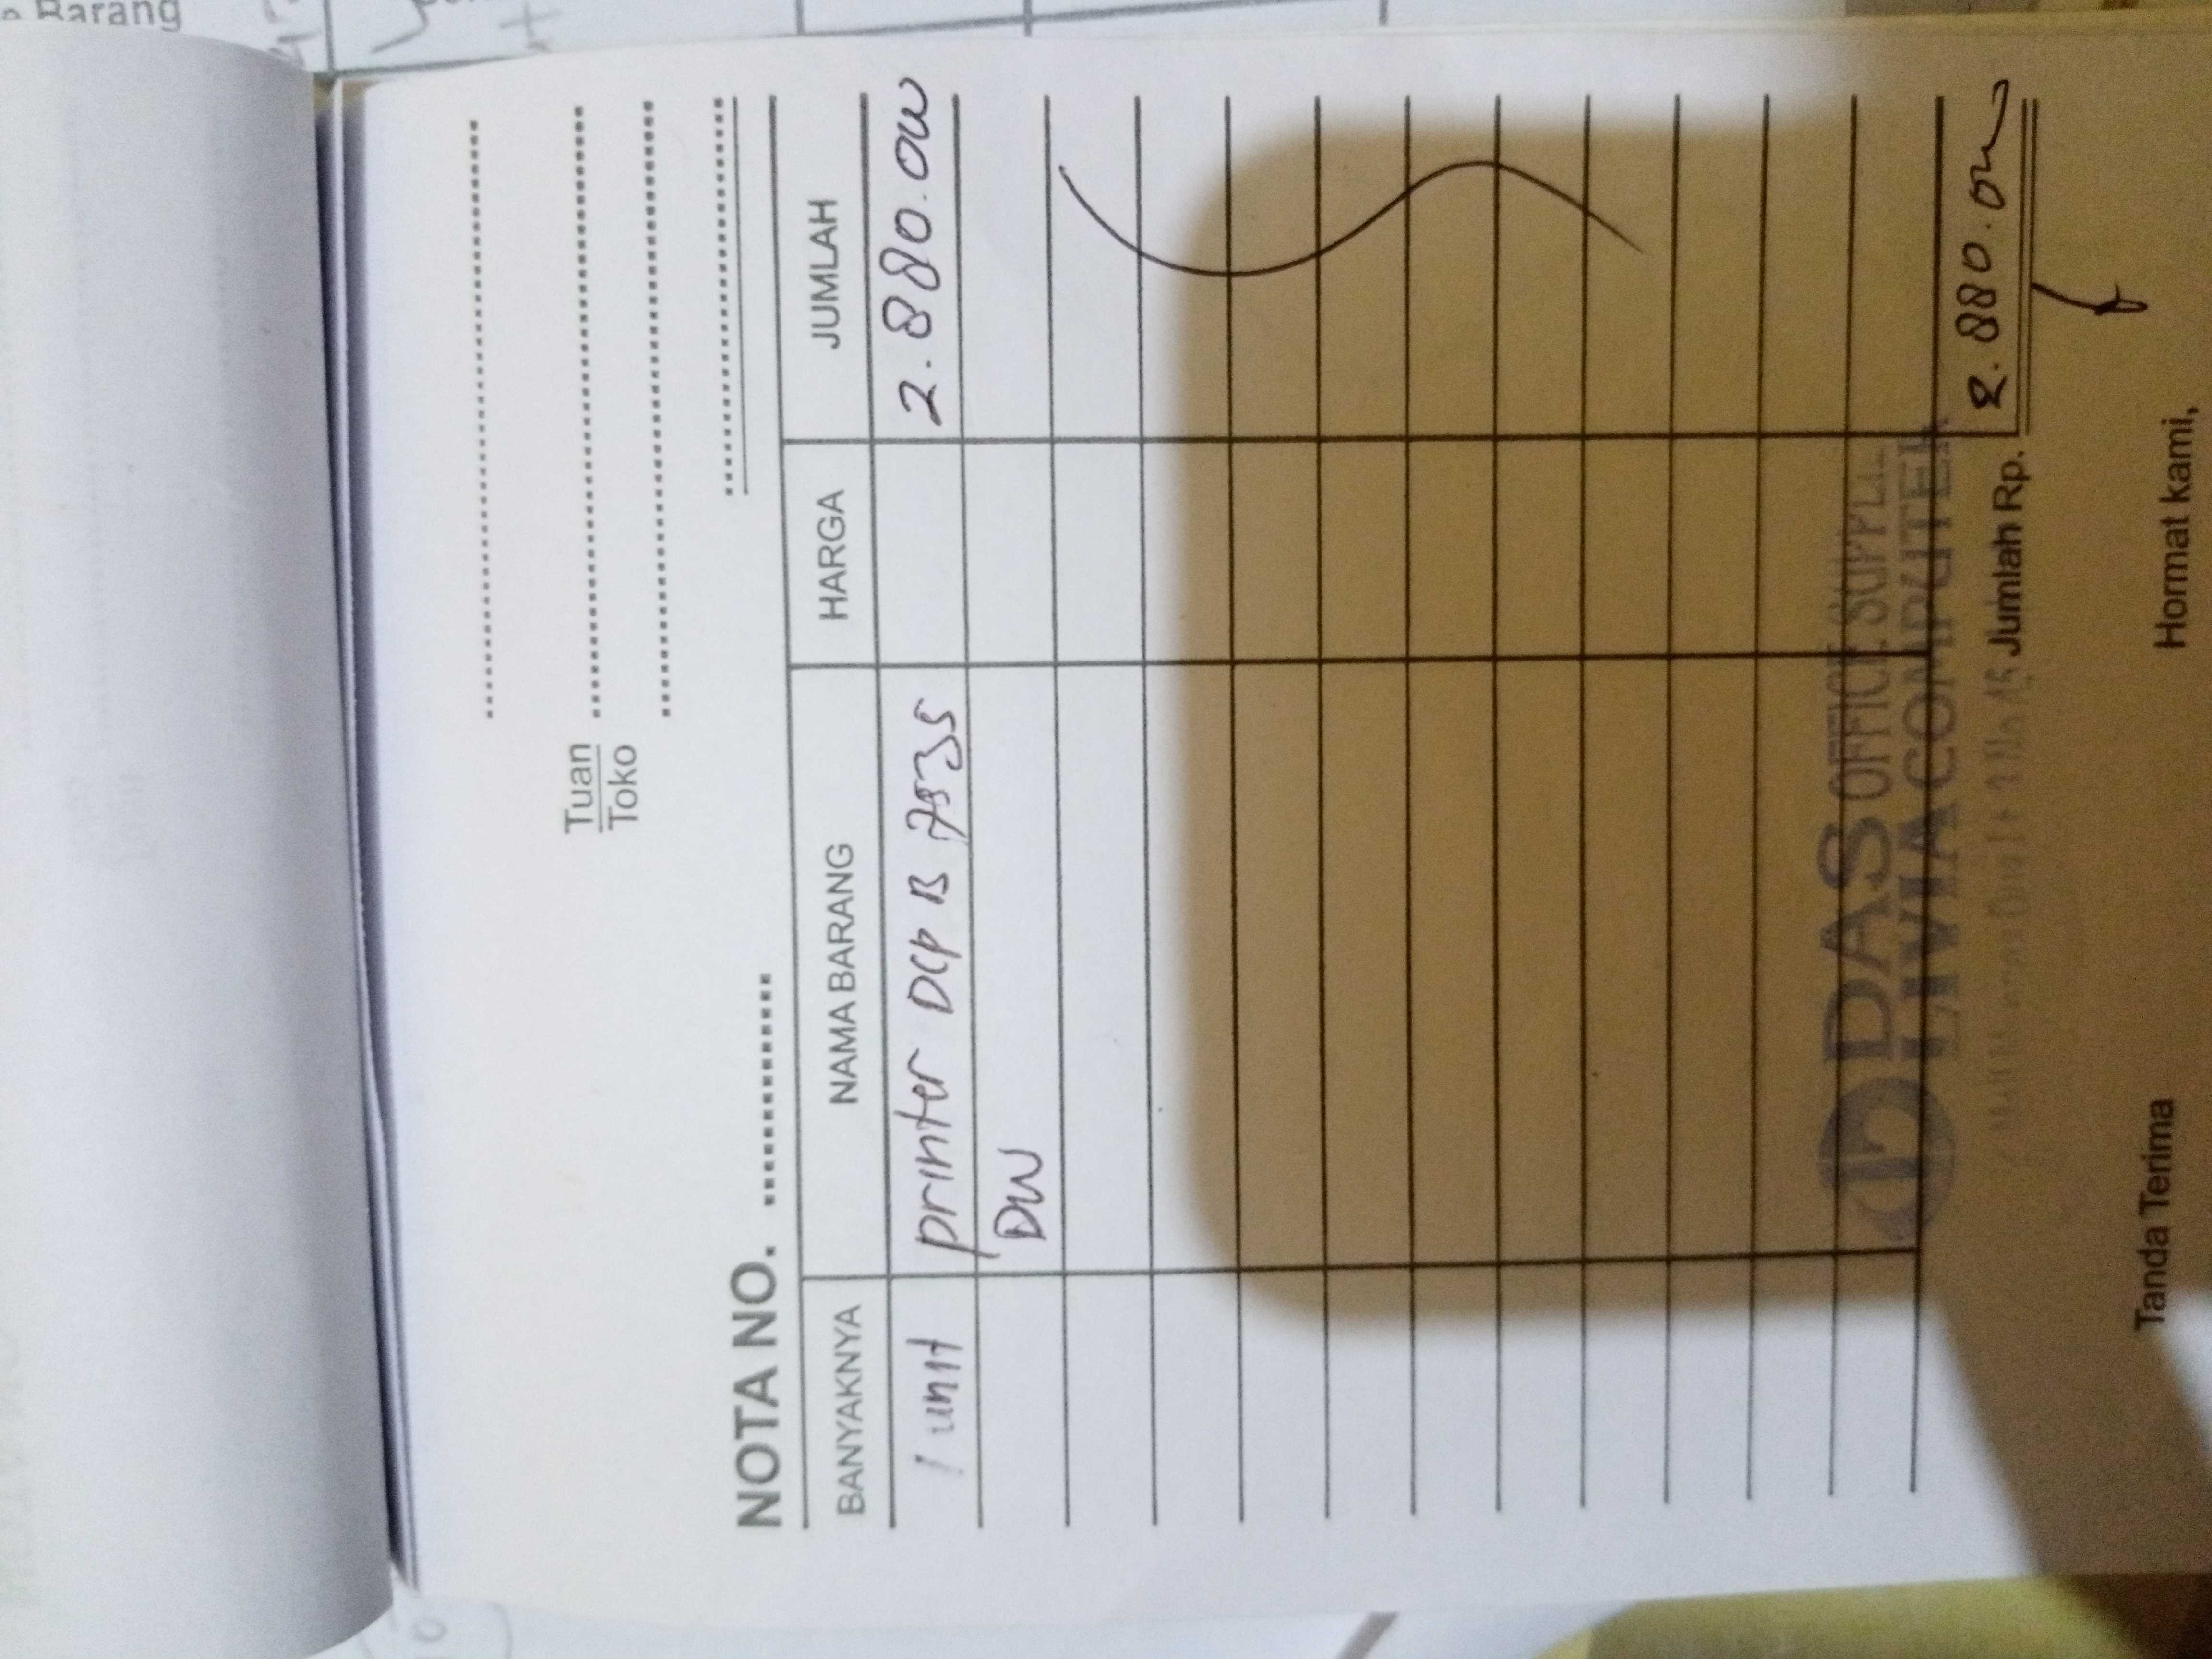 Barang
Tuan
Toko
NOTA NO.
BANYAKNYA NAMA BARANG HARGA JUMLAH
1 unit printer DCP B 7535 2.880.000
DW
DAS OFFICE SUPPLI
LIVIA COMPUTER
Jumlah Rp. 2.880.000
Tanda Terima Hormat kami,